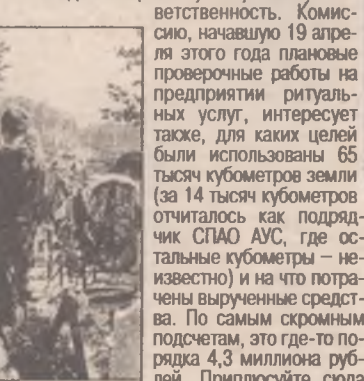 ветственность. Комис-
сию, начавшую 19 апре-
ля этого года плановые
проверочные работы на
предприятии ритуаль-
ных услуг, интересует
также, для каких целей
были использованы 65
тысяч кубометров земли
(за 14 тысяч кубометров
отчиталось как подряд-
чик СПАО АУС, где ос-
тальные кубометры – не-
известно) и на что потра-
чены вырученные средст-
ва. По самым скромным
подсчетам, это где-то по-
рядка 4,3 миллиона руб-
лей. Приплюсуйте сюда